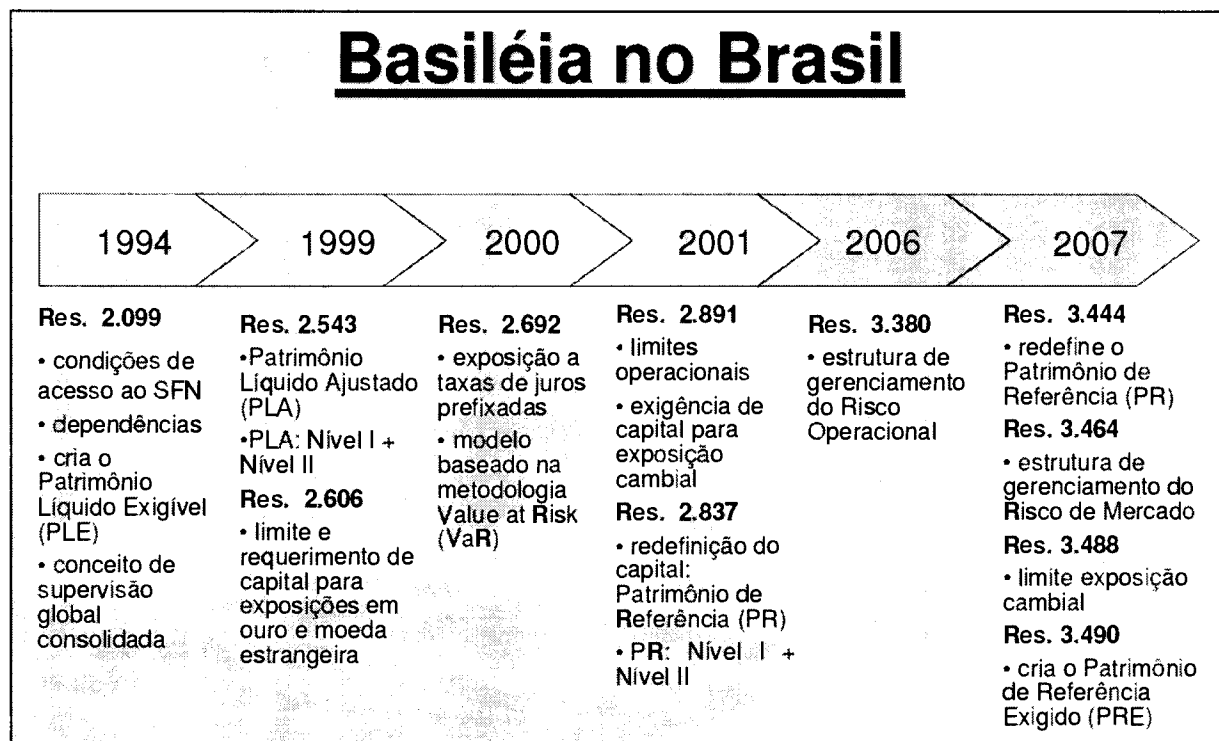 Basiléia no Brasil
1994
1999
2000
2001
2006
2007
Res. 2.099
• condições de
acesso ao SFN
• dependências
• cria o
Patrimônio
Líquido Exigível
(PLE)
• conceito de
supervisão
global
consolidada
Res. 2.543
•Patrimônio
Líquido Ajustado
(PLA)
•PLA: Nível I +
Nível II
Res. 2.606
• limite e
requerimento de
capital para
exposições em
ouro e moeda
estrangeira
Res. 2.692
• exposição a
taxas de juros
prefixadas
• modelo
baseado na
metodologia
Value at Risk
(VaR)
Res. 2.891
• limites
operacionais
• exigência de
capital para
exposição
cambial
Res. 2.837
• redefinição do
capital:
Patrimônio de
Referência (PR)
• PR: Nível I +
Nível II
Res. 3.380
• estrutura de
gerenciamento
do Risco
Operacional
Res. 3.444
• redefine o
Patrimônio de
Referência (PR)
Res. 3.464
• estrutura de
gerenciamento do
Risco de Mercado
Res. 3.488
• limite exposição
cambial
Res. 3.490
• cria o Patrimônio
de Referência
Exigido (PRE)